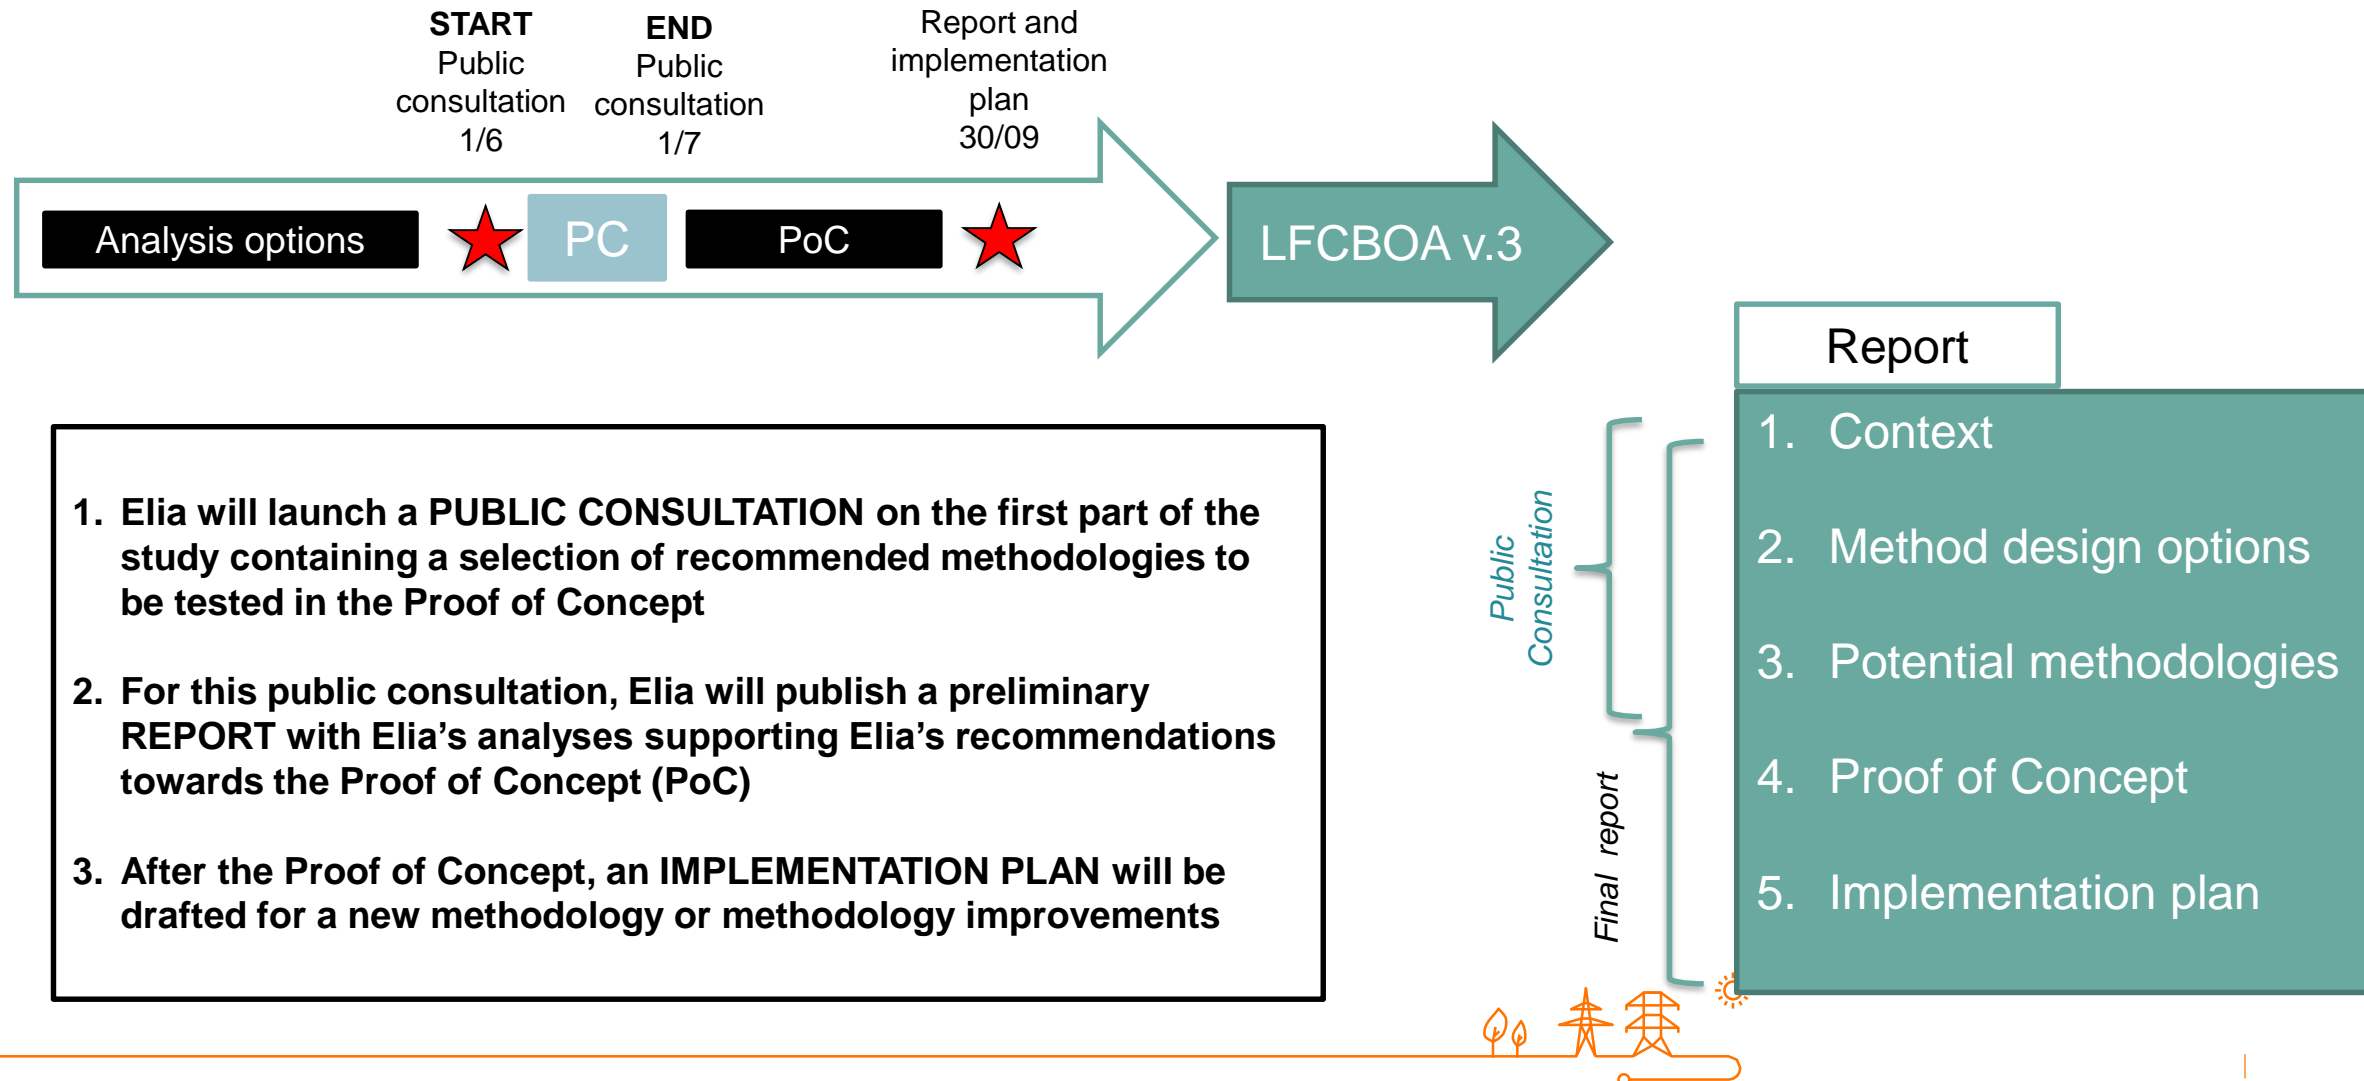 START
Public
consultation
1/6
END
Public
consultation
1/7
Report and
implementation
plan
30/09
Analysis options
PC
PoC
LFCBOA v.3
1. Elia will launch a PUBLIC CONSULTATION on the first part of the
study containing a selection of recommended methodologies to
be tested in the Proof of Concept
2. For this public consultation, Elia will publish a preliminary
REPORT with Elia’s analyses supporting Elia’s recommendations
towards the Proof of Concept (PoC)
3. After the Proof of Concept, an IMPLEMENTATION PLAN will be
drafted for a new methodology or methodology improvements
Public
Consultation
Final report
Report
1. Context
2. Method design options
3. Potential methodologies
4. Proof of Concept
5. Implementation plan